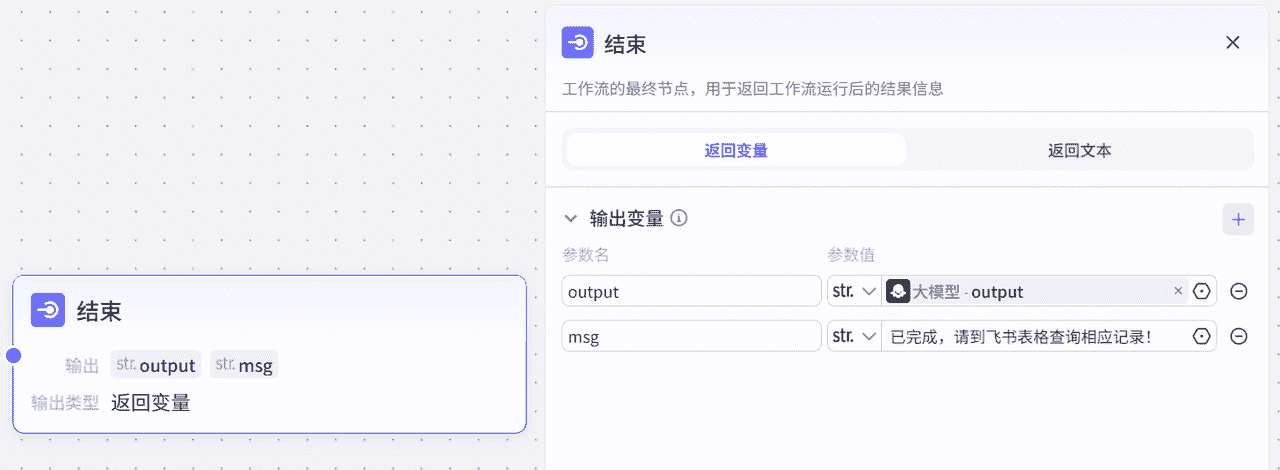 结束
输出 str. output str. msg
输出类型 返回变量
结束
工作流的最终节点，用于返回工作流运行后的结果信息
返回变量 返回文本
输出变量
参数名 参数值
output str. 大模型 · output
msg str. 已完成，请到飞书表格查询相应记录！